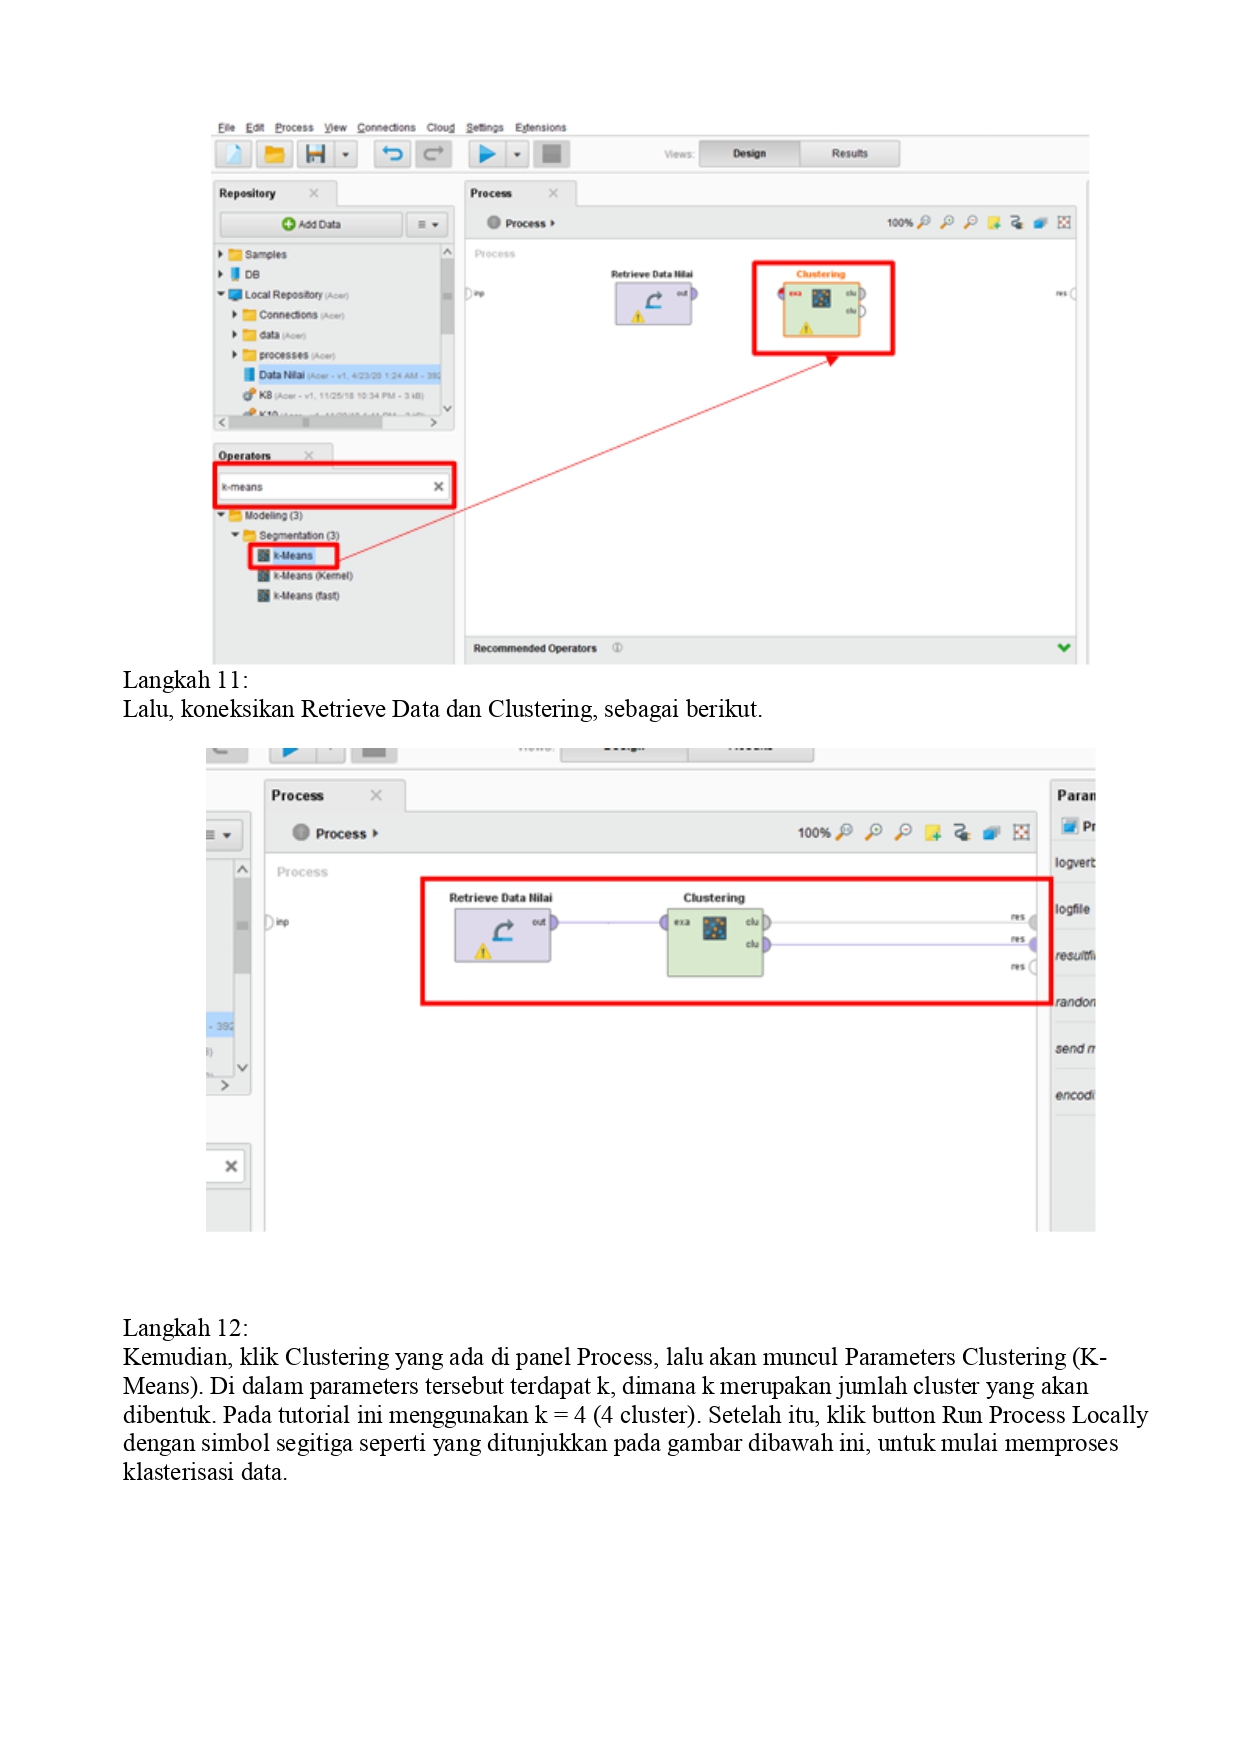 File Edit Process View Connections Cloud Settings Extensions
Views: Design Results
Repository
Add Data
Samples
DB
Local Repository (Acer)
Connections (Acer)
data (Acer)
processes (Acer)
Data Nilai (Acer - v1, 4/23/20 1:24 AM - 392
K8 (Acer - v1, 11/25/18 10:34 PM - 3 kB)
Operators
k-means
Modeling (3)
Segmentation (3)
k-Means
k-Means (Kernel)
k-Means (fast)
Process
Process
100%
Process
inp
Retrieve Data Nilai
out
Clustering
exa clu
clu
res
Recommended Operators
Langkah 11:
Lalu, koneksikan Retrieve Data dan Clustering, sebagai berikut.
Process
Process
100%
Process
inp
Retrieve Data Nilai
out
Clustering
exa clu
clu
res
res
res
- 392
Param
Pr
logverb
logfile
resultfi
random
send m
encodi
Langkah 12:
Kemudian, klik Clustering yang ada di panel Process, lalu akan muncul Parameters Clustering (K-
Means). Di dalam parameters tersebut terdapat k, dimana k merupakan jumlah cluster yang akan
dibentuk. Pada tutorial ini menggunakan k = 4 (4 cluster). Setelah itu, klik button Run Process Locally
dengan simbol segitiga seperti yang ditunjukkan pada gambar dibawah ini, untuk mulai memproses
klasterisasi data.